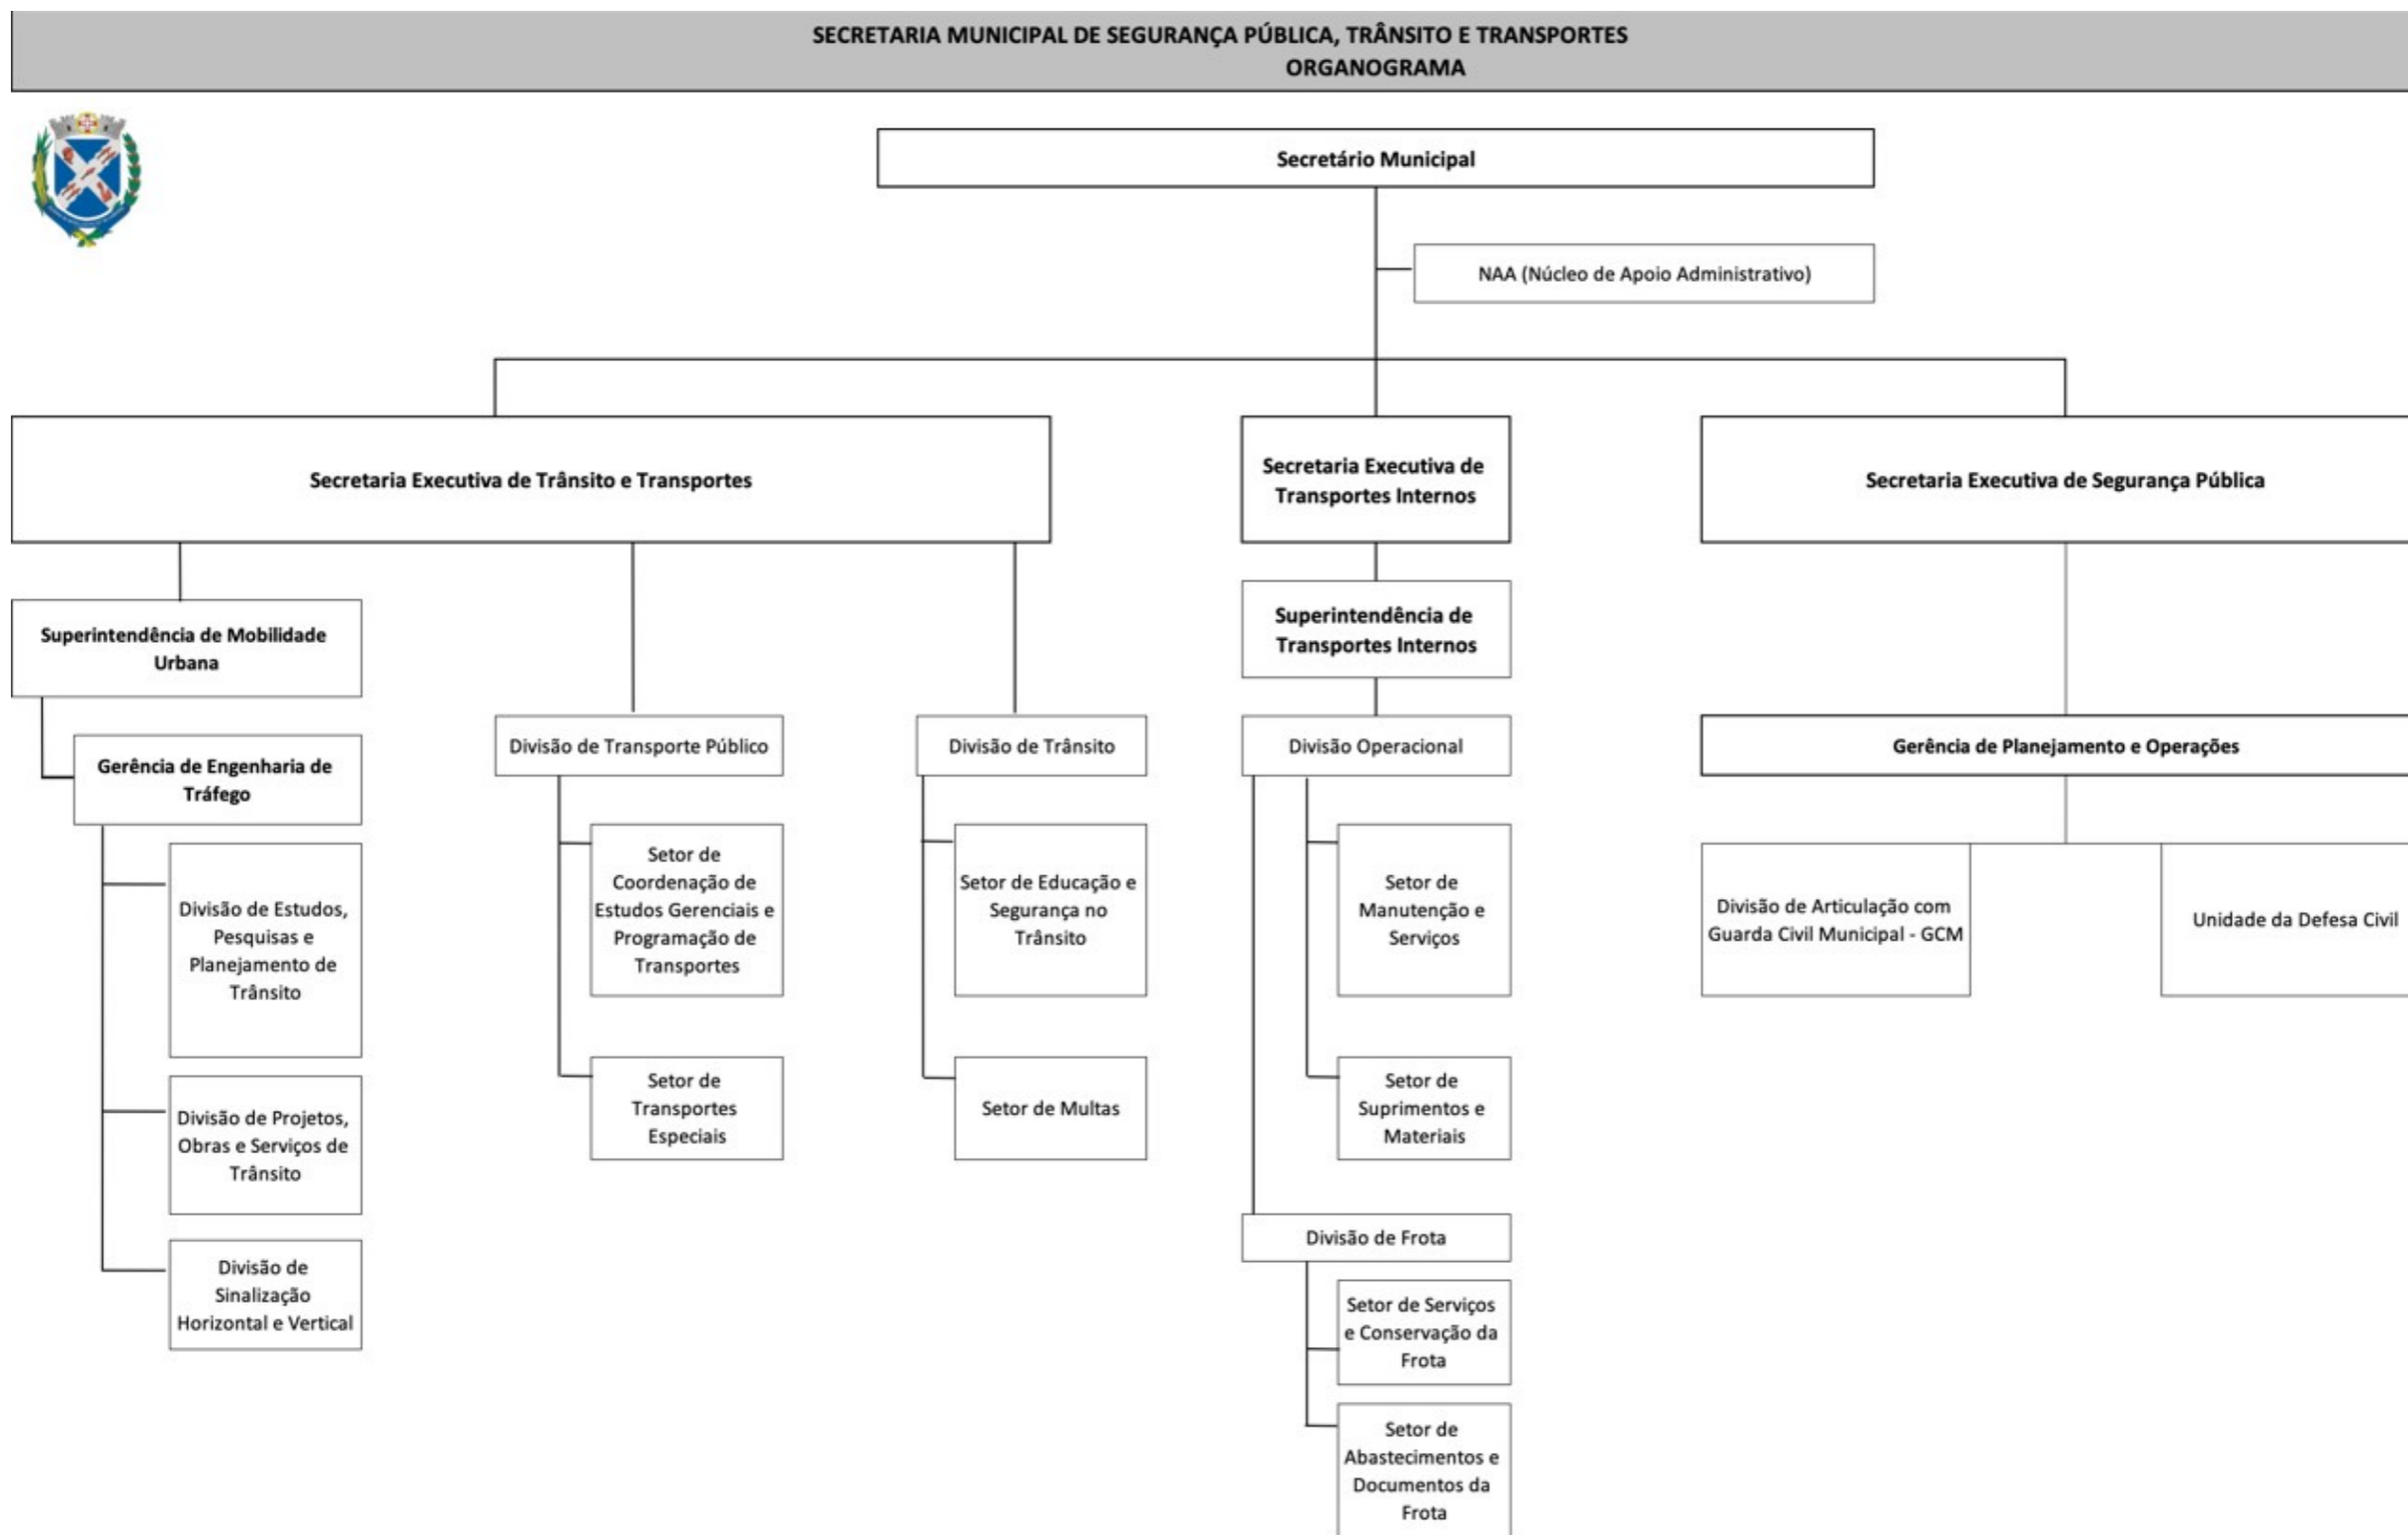 SECRETARIA MUNICIPAL DE SEGURANÇA PÚBLICA, TRÂNSITO E TRANSPORTES
ORGANOGRAMA
Secretário Municipal
NAA (Núcleo de Apoio Administrativo)
Secretaria Executiva de Trânsito e Transportes
Secretaria Executiva de
Transportes Internos
Secretaria Executiva de Segurança Pública
Superintendência de Mobilidade
Urbana
Gerência de Engenharia de
Tráfego
Divisão de Estudos,
Pesquisas e
Planejamento de
Trânsito
Divisão de Projetos,
Obras e Serviços de
Trânsito
Divisão de
Sinalização
Horizontal e Vertical
Divisão de Transporte Público
Setor de
Coordenação de
Estudos Gerenciais e
Programação de
Transportes
Setor de
Transportes
Especiais
Divisão de Trânsito
Setor de Educação e
Segurança no
Trânsito
Setor de Multas
Superintendência de
Transportes Internos
Divisão Operacional
Setor de
Manutenção e
Serviços
Setor de
Suprimentos e
Materiais
Divisão de Frota
Setor de Serviços
e Conservação da
Frota
Setor de
Abastecimentos e
Documentos da
Frota
Gerência de Planejamento e Operações
Divisão de Articulação com
Guarda Civil Municipal - GCM
Unidade da Defesa Civil